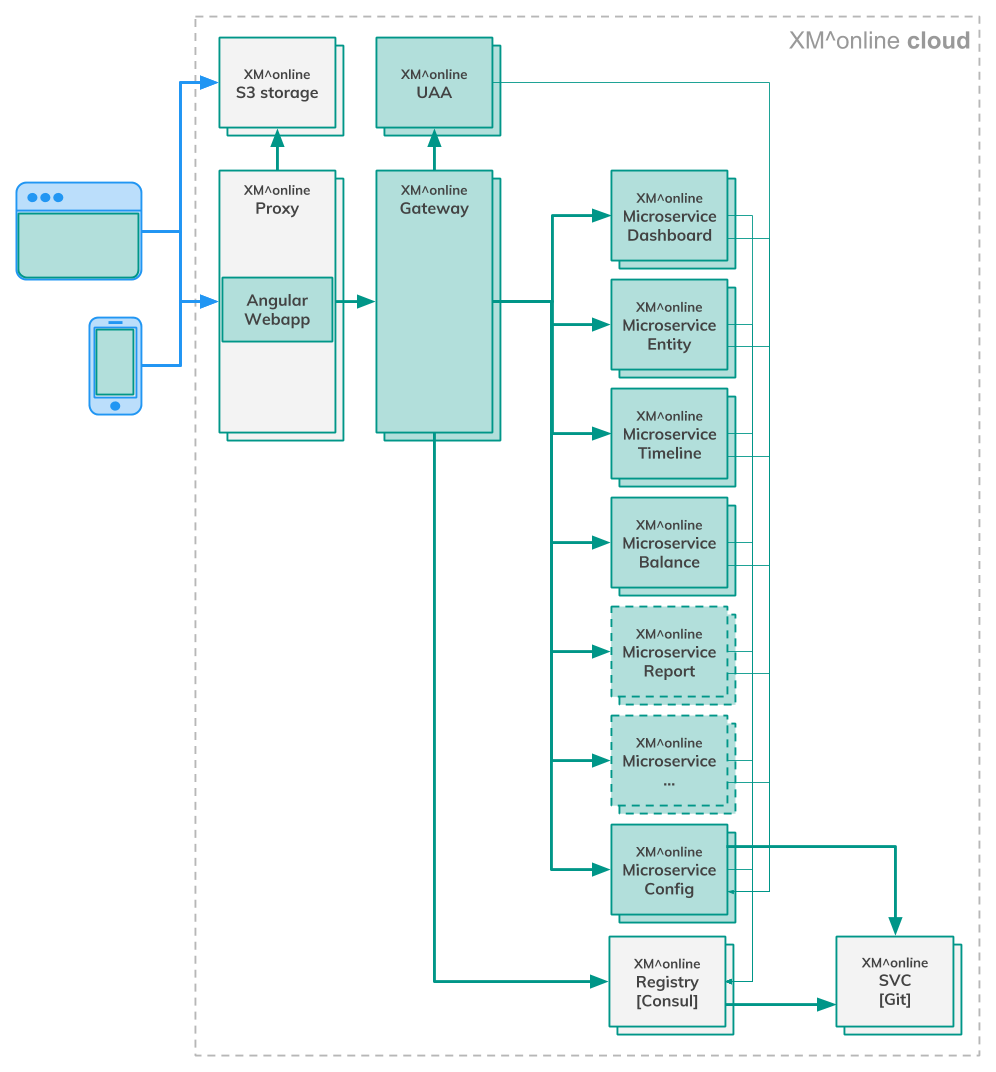 XM^online cloud
XM^online
S3 storage
XM^online
UAA
XM^online
Proxy
Angular
Webapp
XM^online
Gateway
XM^online
Microservice
Dashboard
XM^online
Microservice
Entity
XM^online
Microservice
Timeline
XM^online
Microservice
Balance
XM^online
Microservice
Report
XM^online
Microservice
...
XM^online
Microservice
Config
XM^online
Registry
[Consul]
XM^online
SVC
[Git]